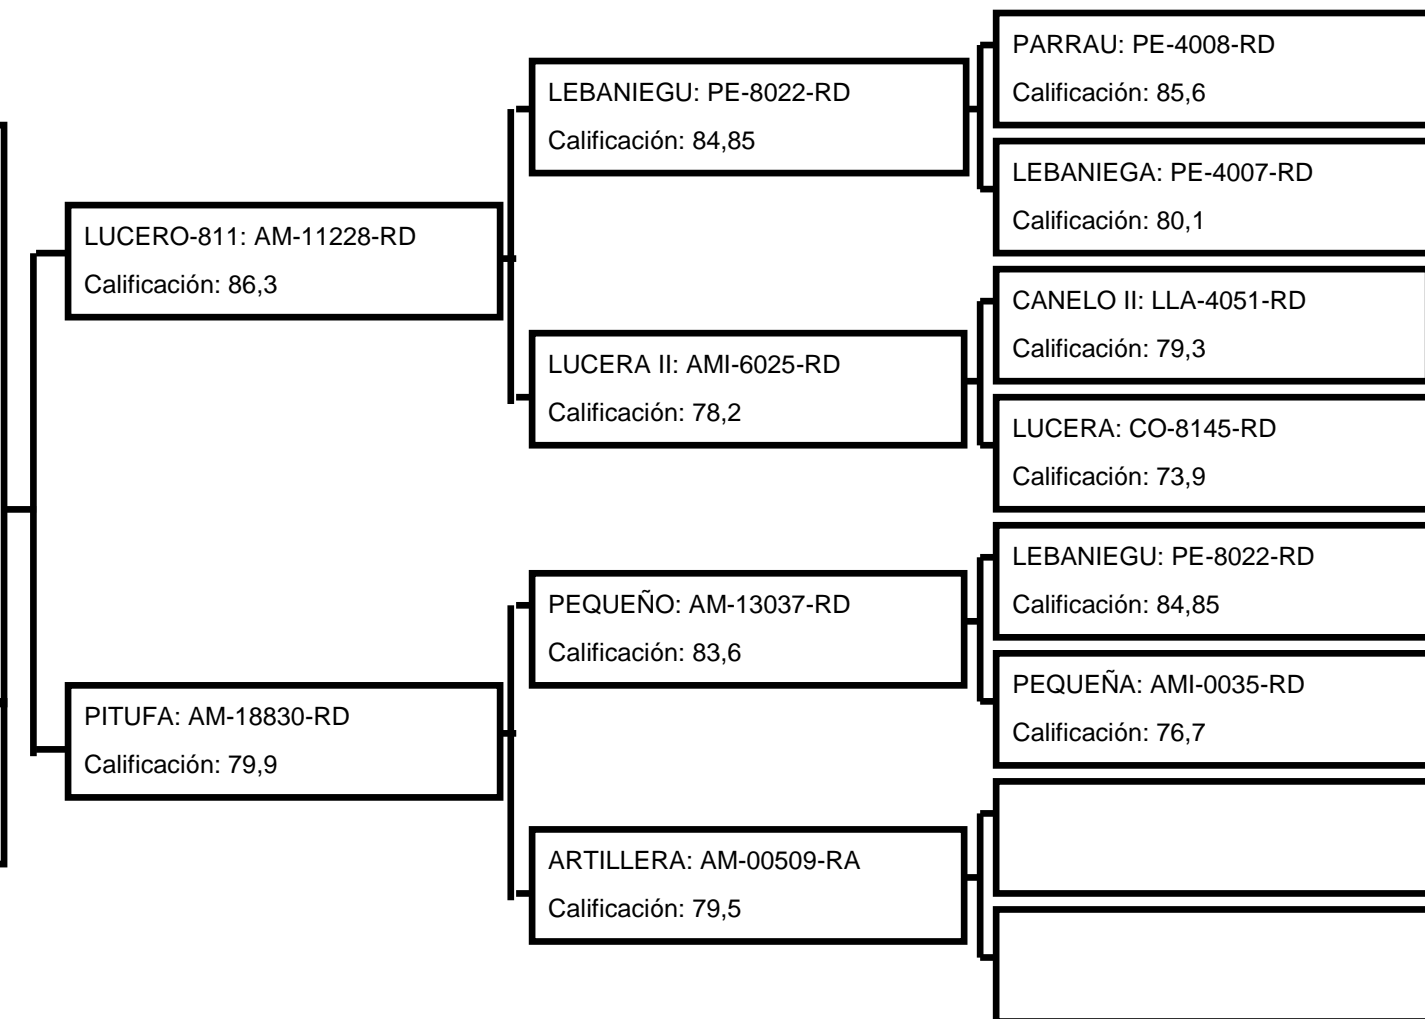 LUCERO-811: AM-11228-RD
Calificación: 86,3
PITUFA: AM-18830-RD
Calificación: 79,9
LEBANIEGU: PE-8022-RD
Calificación: 84,85
LUCERA II: AMI-6025-RD
Calificación: 78,2
PEQUEÑO: AM-13037-RD
Calificación: 83,6
ARTILLERA: AM-00509-RA
Calificación: 79,5
PARRAU: PE-4008-RD
Calificación: 85,6
LEBANIEGA: PE-4007-RD
Calificación: 80,1
CANELO II: LLA-4051-RD
Calificación: 79,3
LUCERA: CO-8145-RD
Calificación: 73,9
LEBANIEGU: PE-8022-RD
Calificación: 84,85
PEQUEÑA: AMI-0035-RD
Calificación: 76,7